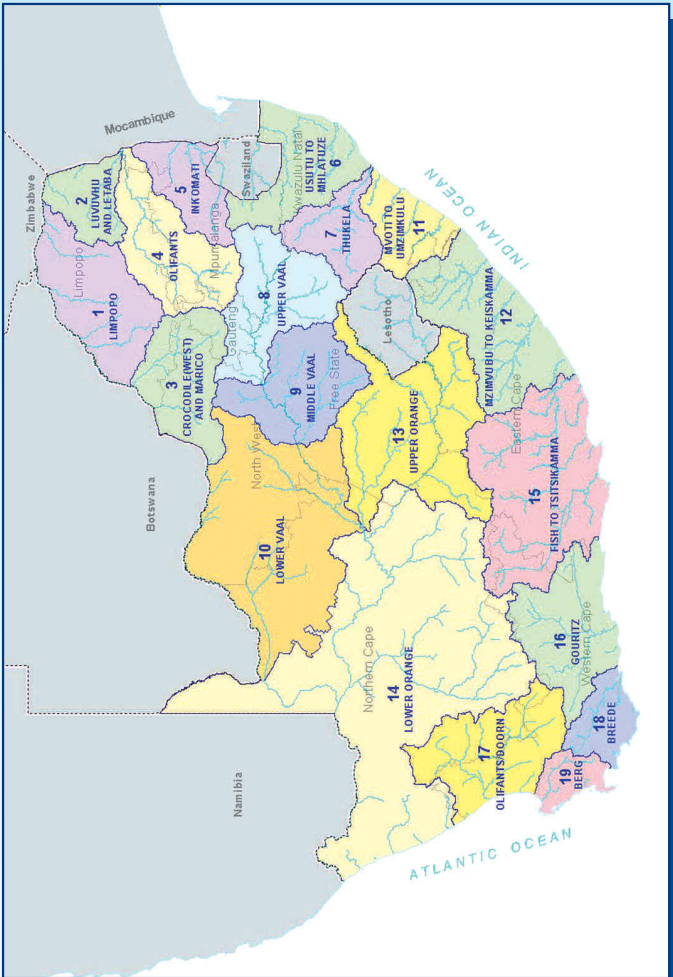 Zimbabwe
Mocambique
Swaziland
Botswana
Namibia
Lesotho
Limpopo
Mpumalanga
Gauteng
North West
Free State
Kwazulu Natal
Northern Cape
Eastern Cape
Western Cape
INDIAN OCEAN
ATLANTIC OCEAN
1
LIMPOPO
2
LUVUVHU
AND LETABA
3
CROCODILE(WEST)
AND MARICO
4
OLIFANTS
5
INKOMATI
6
USUTU TO
MHLATUZE
7
THUKELA
8
UPPER VAAL
9
MIDDLE VAAL
10
LOWER VAAL
11
MVOTI TO
UMZIMKULU
12
MZIMVUBU TO KEISKAMMA
13
UPPER ORANGE
14
LOWER ORANGE
15
FISH TO TSITSIKAMMA
16
GOURITZ
17
OLIFANTS/DOORN
18
BREEDE
19
BERG